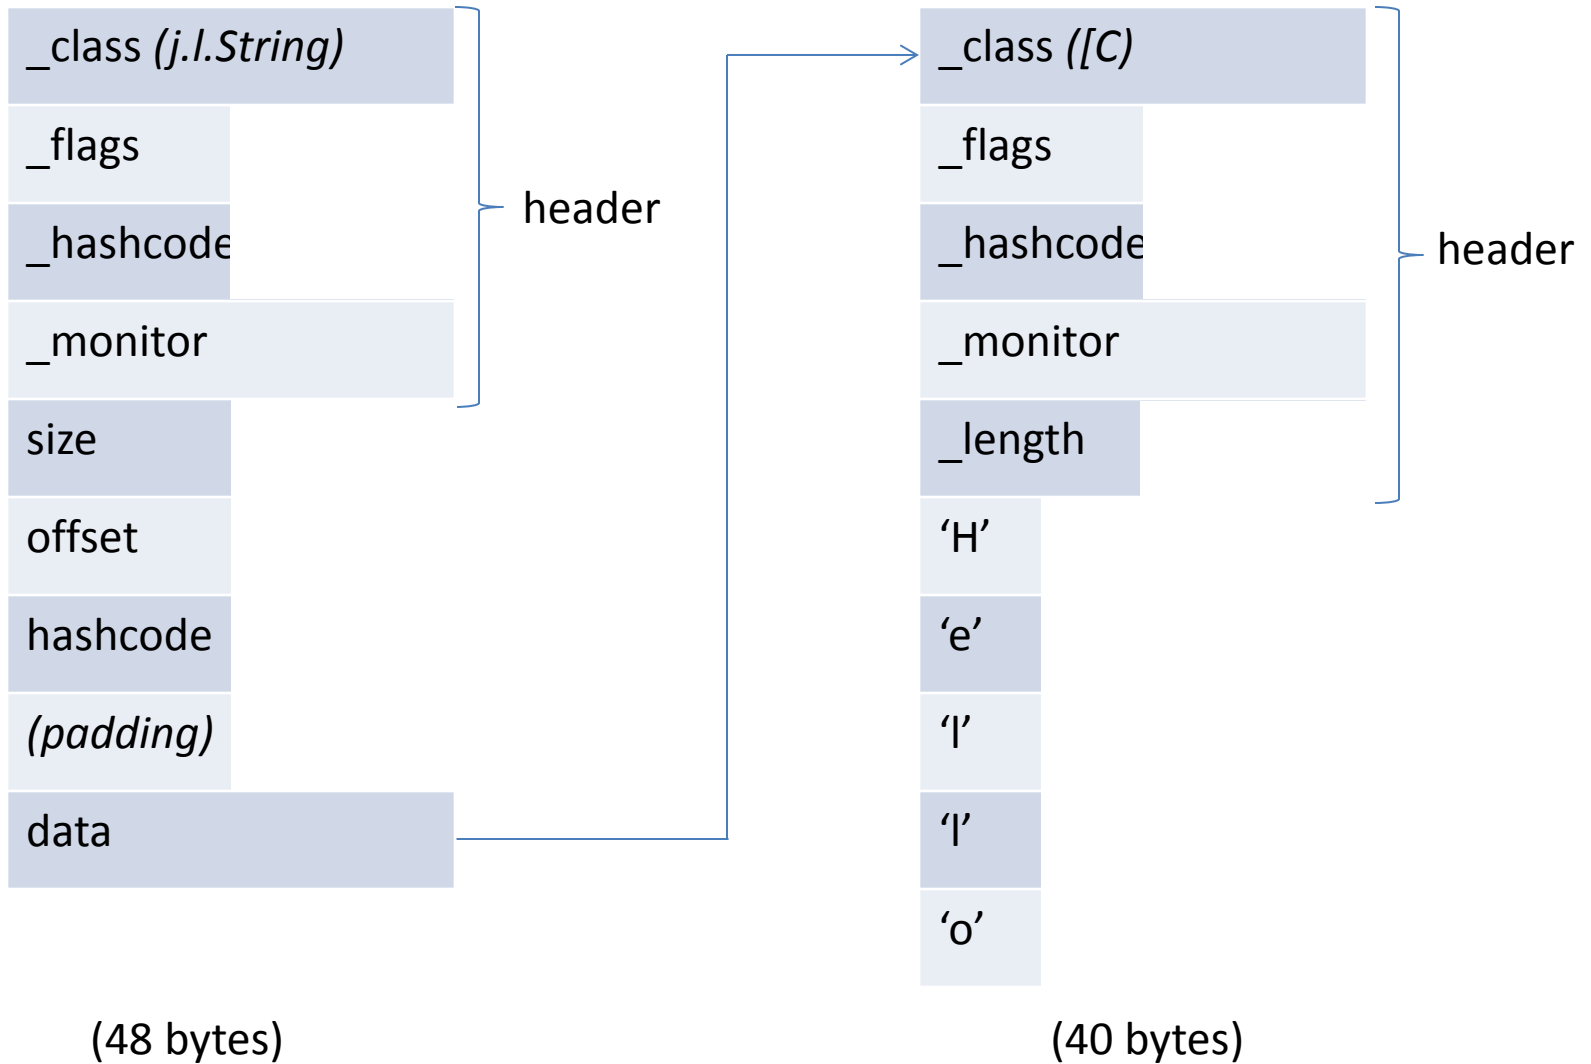 _class (j.l.String)
_flags
_hashcode
_monitor
size
offset
hashcode
(padding)
data
header
(48 bytes)
_class ([C)
_flags
_hashcode
_monitor
_length
‘H’
‘e’
‘l’
‘l’
‘o’
header
(40 bytes)